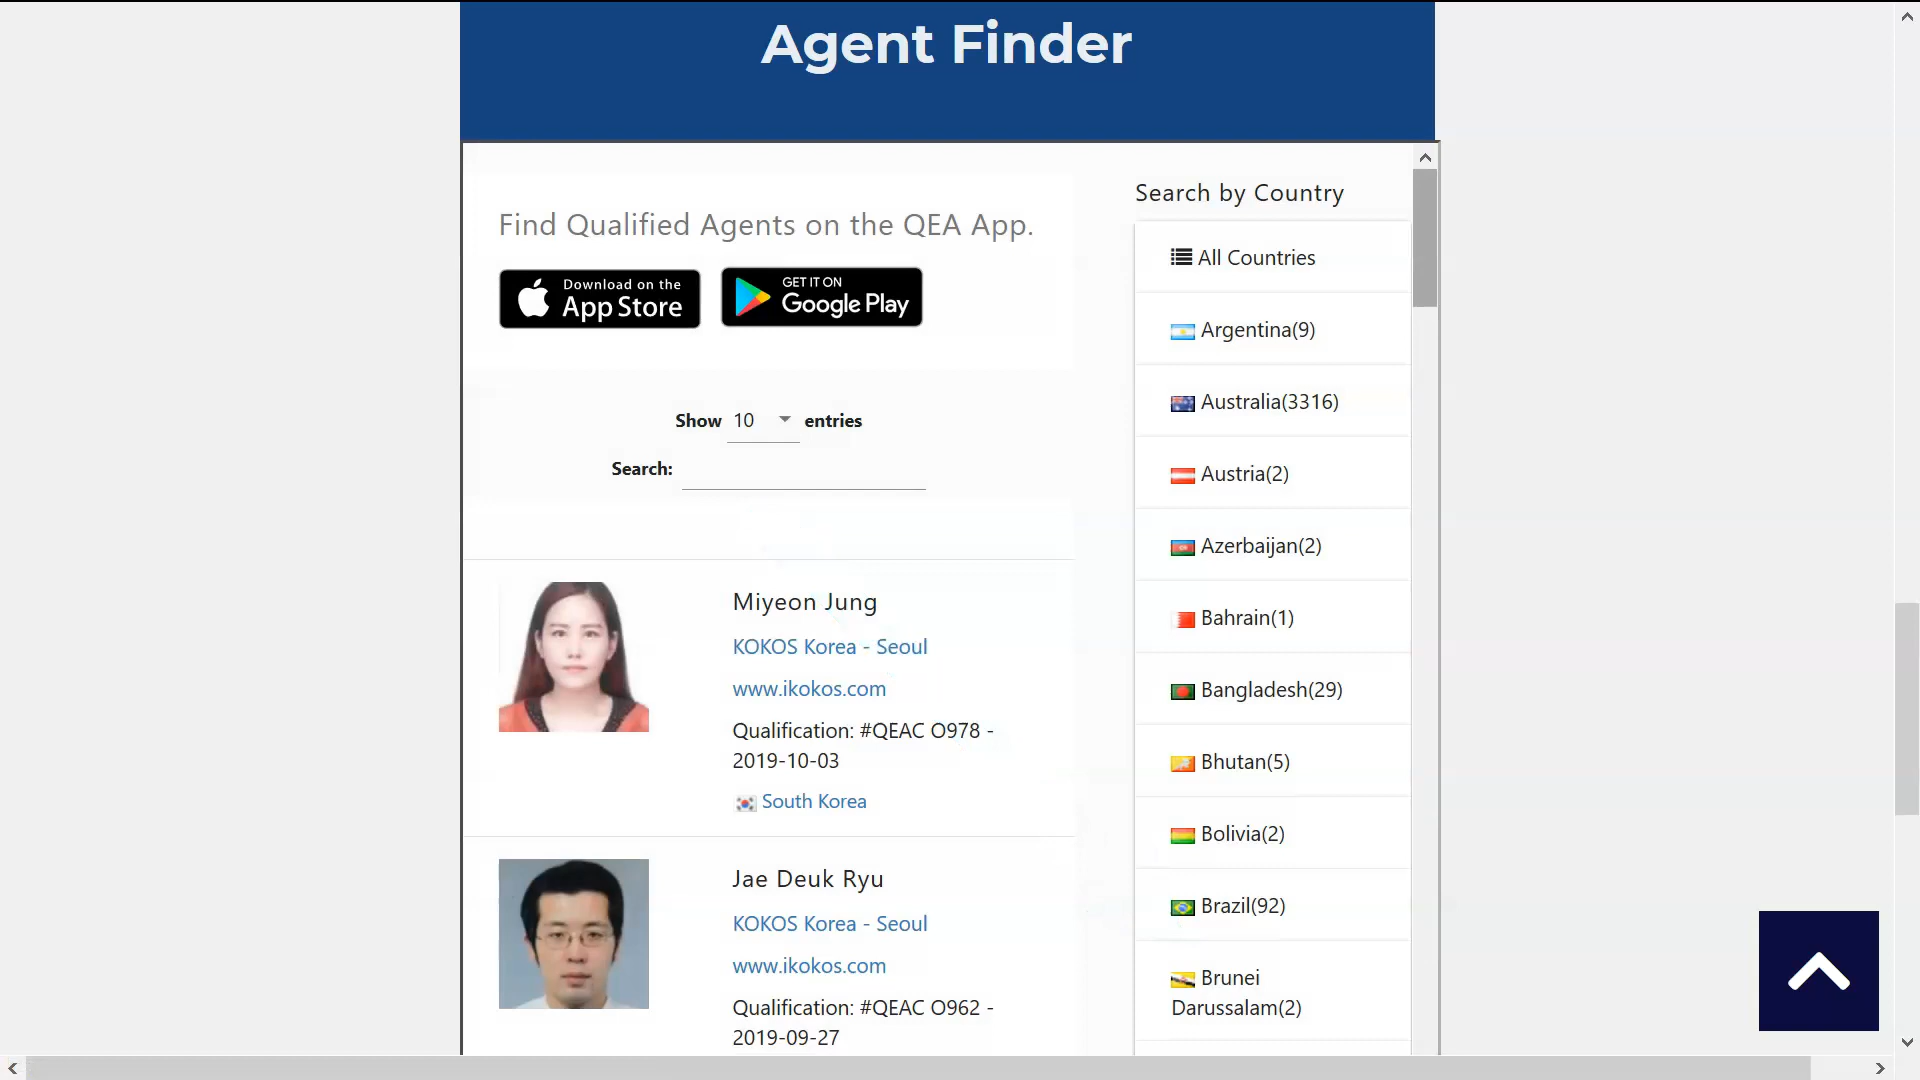 Agent Finder
Find Qualified Agents on the QEA App.
Download on the
App Store
GET IT ON
Google Play
Show 10 entries
Search:
Miyeon Jung
KOKOS Korea - Seoul
www.ikokos.com
Qualification: #QEAC O978 -
2019-10-03
South Korea
Jae Deuk Ryu
KOKOS Korea - Seoul
www.ikokos.com
Qualification: #QEAC O962 -
2019-09-27
Search by Country
All Countries
Argentina(9)
Australia(3316)
Austria(2)
Azerbaijan(2)
Bahrain(1)
Bangladesh(29)
Bhutan(5)
Bolivia(2)
Brazil(92)
Brunei
Darussalam(2)